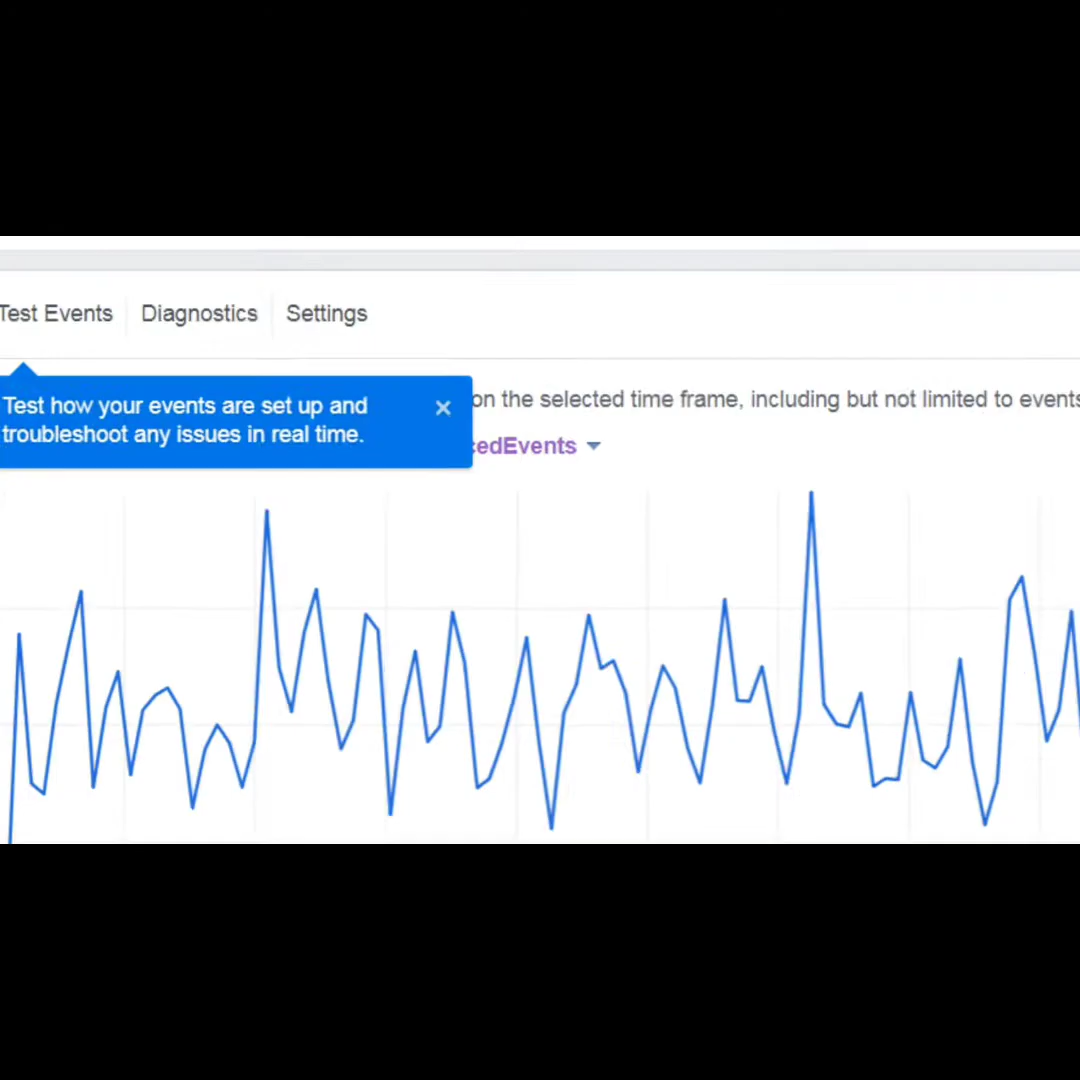 Test Events Diagnostics Settings
Test how your events are set up and
troubleshoot any issues in real time.
on the selected time frame, including but not limited to events
cedEvents